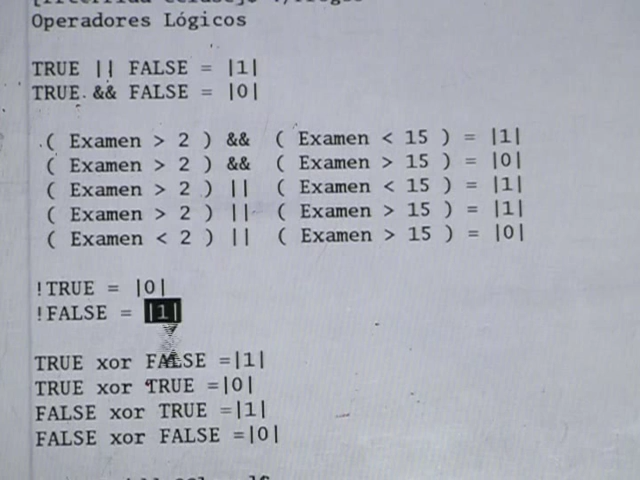 Operadores Lógicos
TRUE || FALSE = |1|
TRUE && FALSE = |0|
( Examen > 2 ) && ( Examen < 15 ) = |1|
( Examen > 2 ) && ( Examen > 15 ) = |0|
( Examen > 2 ) || ( Examen < 15 ) = |1|
( Examen > 2 ) || ( Examen > 15 ) = |1|
( Examen < 2 ) || ( Examen > 15 ) = |0|
!TRUE = |0|
!FALSE = |1|
TRUE xor FALSE =|1|
TRUE xor TRUE =|0|
FALSE xor TRUE =|1|
FALSE xor FALSE =|0|